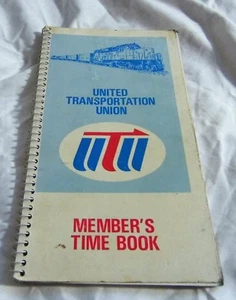 UNITED
TRANSPORTATION
UNION
UTU
MEMBER'S
TIME BOOK